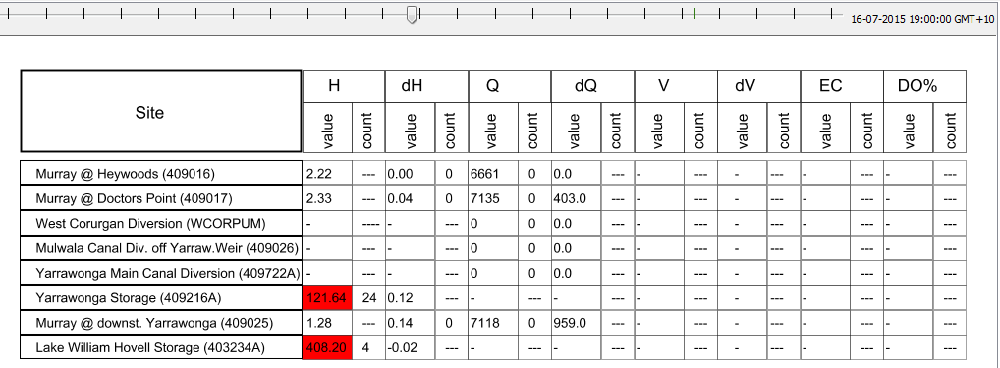 16-07-2015 19:00:00 GMT+10
Site H dH Q dQ V dV EC DO%
value count value count value count value count value count value count value count value count
Murray @ Heywoods (409016) 2.22 --- 0.00 0 6661 0 0.0 --- - --- - --- - --- - ---
Murray @ Doctors Point (409017) 2.33 --- 0.04 0 7135 0 403.0 --- - --- - --- - --- - ---
West Corurgan Diversion (WCORPUM) - ---- - --- 0 0 0.0 --- - --- - --- - --- - ---
Mulwala Canal Div. off Yarraw.Weir (409026) - --- - --- 0 0 0.0 --- - --- - --- - --- - ---
Yarrawonga Main Canal Diversion (409722A) - --- - --- 0 0 0.0 --- - --- - --- - --- - ---
Yarrawonga Storage (409216A) 121.64 24 0.12 --- - --- - --- - --- - --- - --- - ---
Murray @ downst. Yarrawonga (409025) 1.28 --- 0.14 0 7118 0 959.0 --- - --- - --- - --- - ---
Lake William Hovell Storage (403234A) 408.20 4 -0.02 --- - --- - --- - --- - --- - --- - ---